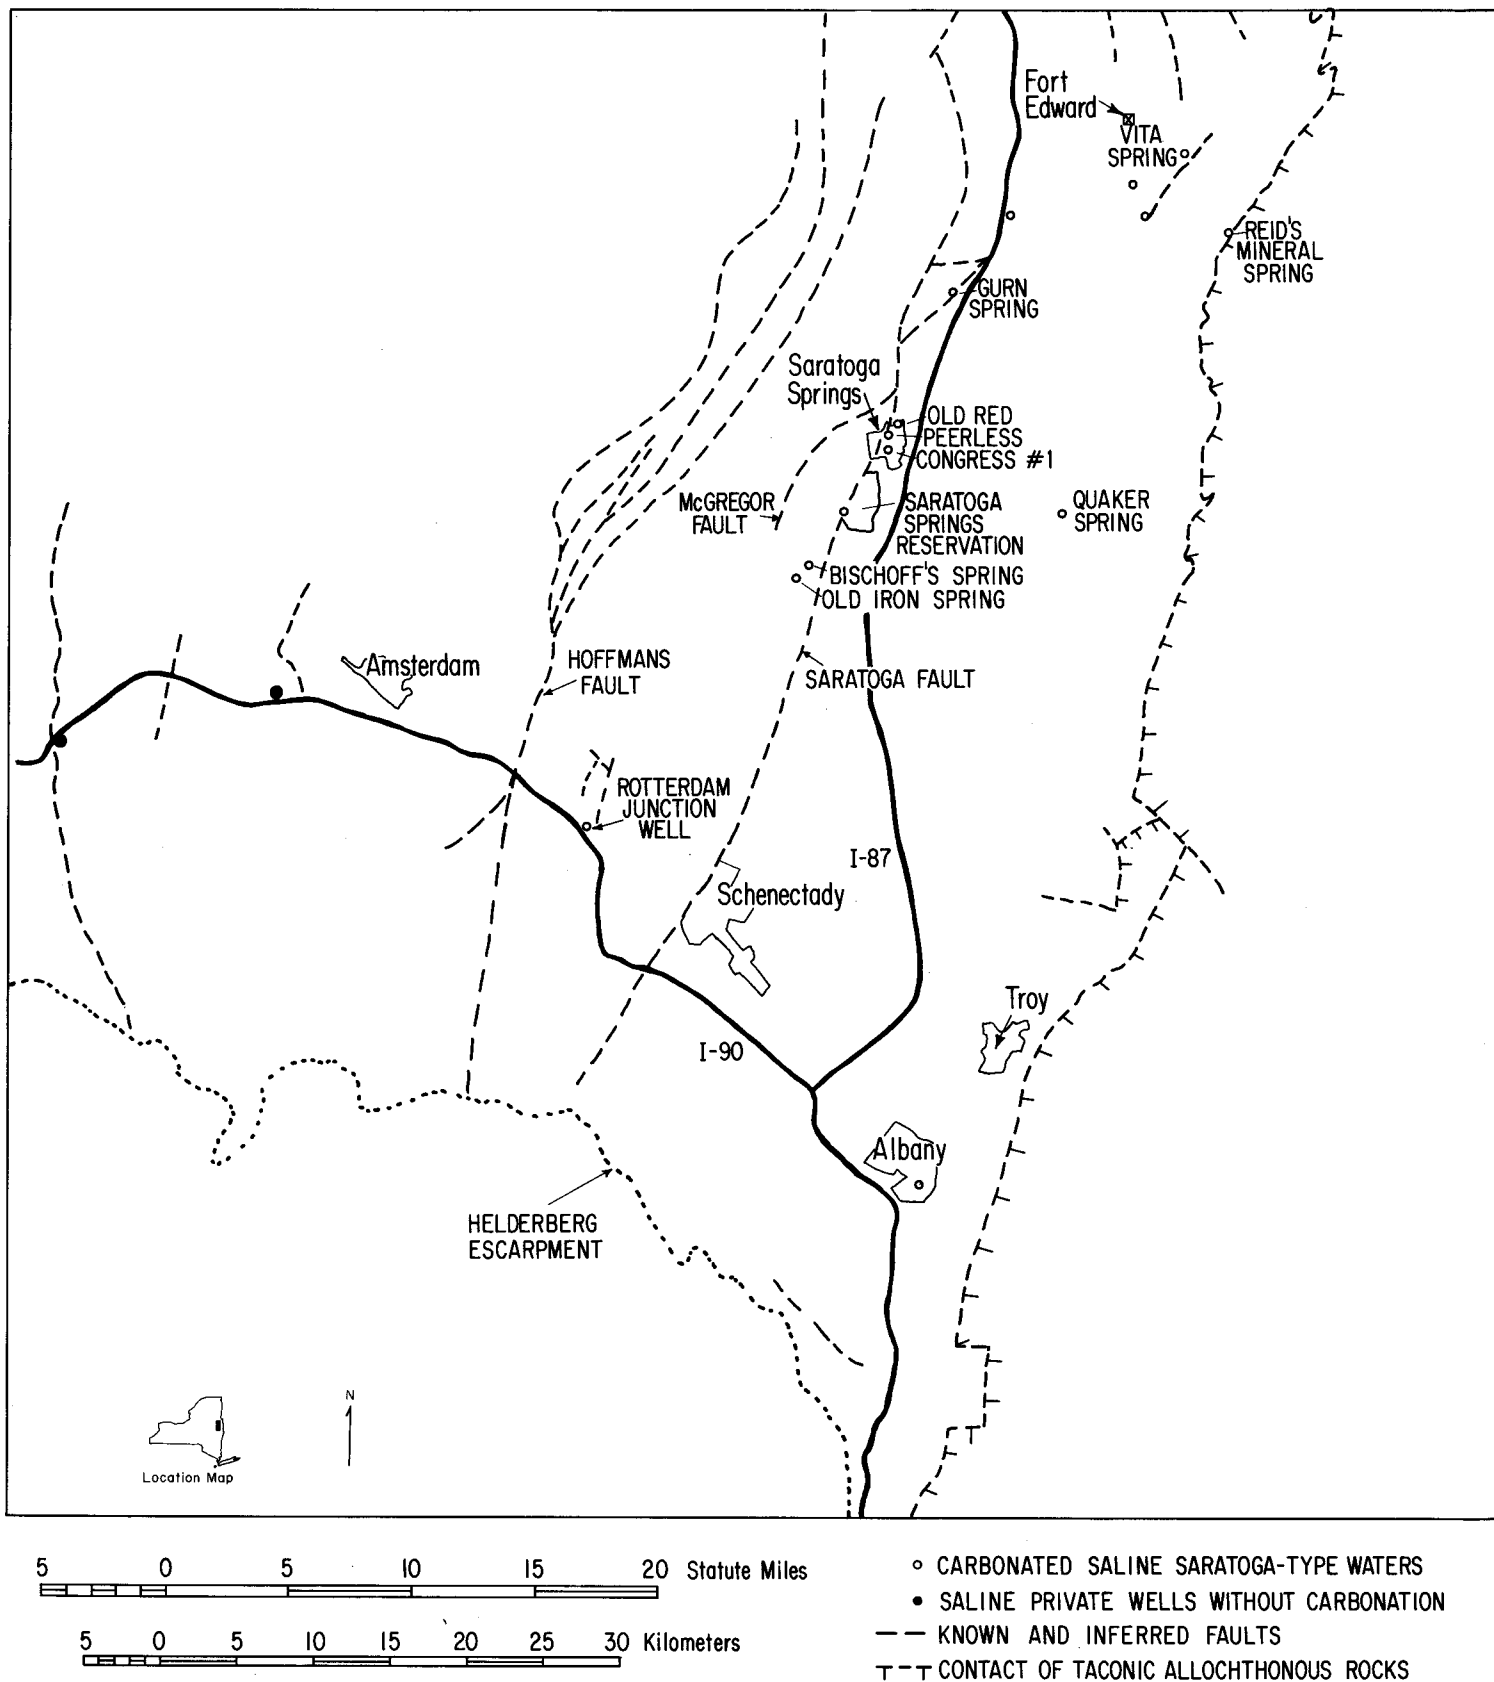 Fort
Edward
VITA
SPRING
REID'S
MINERAL
SPRING
GURN
SPRING
Saratoga
Springs
OLD RED
PEERLESS
CONGRESS #1
McGREGOR
FAULT
SARATOGA
SPRINGS
RESERVATION
QUAKER
SPRING
BISCHOFF'S SPRING
OLD IRON SPRING
Amsterdam
HOFFMANS
FAULT
SARATOGA FAULT
ROTTERDAM
JUNCTION
WELL
I-87
Schenectady
Troy
I-90
Albany
HELDERBERG
ESCARPMENT
N
Location Map
5 0 5 10 15 20 Statute Miles
5 0 5 10 15 20 25 30 Kilometers
CARBONATED SALINE SARATOGA-TYPE WATERS
SALINE PRIVATE WELLS WITHOUT CARBONATION
KNOWN AND INFERRED FAULTS
CONTACT OF TACONIC ALLOCHTHONOUS ROCKS